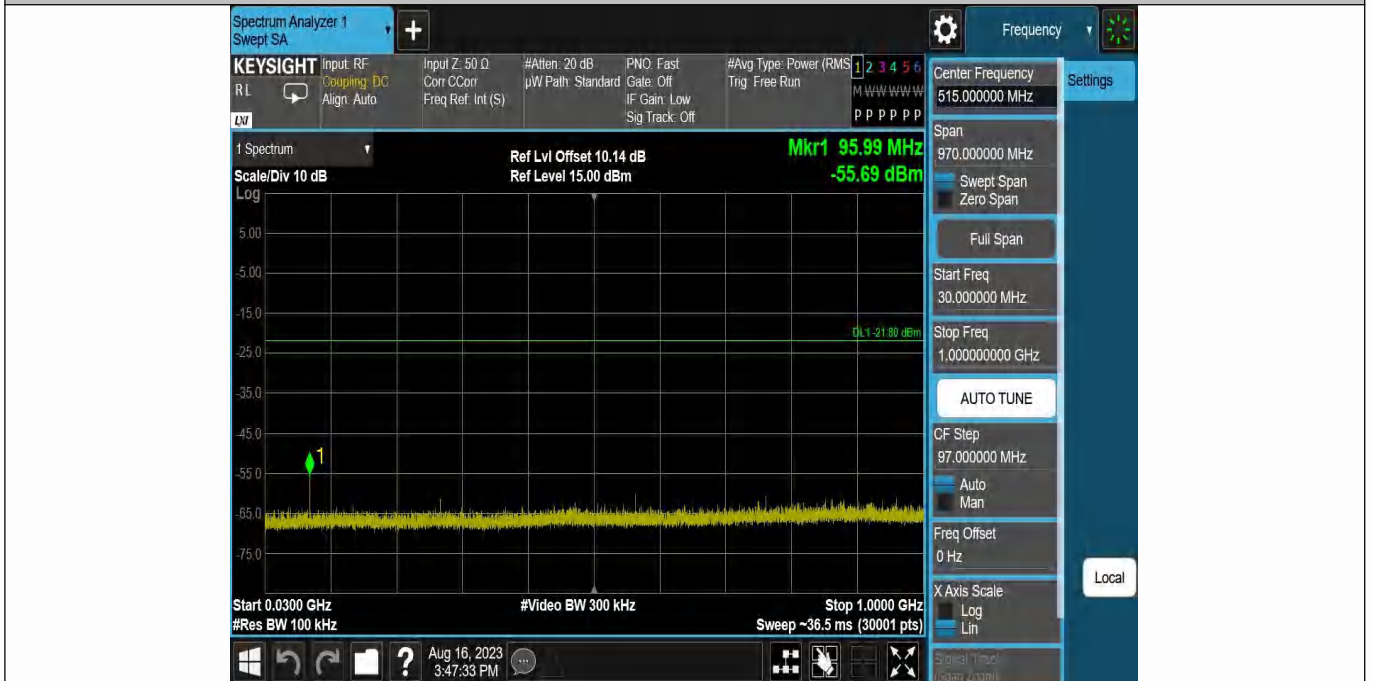 Spectrum Analyzer 1
Swept SA
+
Frequency
KEYSIGHT
RL
LXI
Input: RF
Coupling: DC
Align: Auto
Input Z: 50 Ω
Corr CCorr
Freq Ref: Int (S)
#Atten: 20 dB
µW Path: Standard
PNO: Fast
Gate: Off
IF Gain: Low
Sig Track: Off
#Avg Type: Power (RMS
Trig: Free Run
1 2 3 4 5 6
M W W W W W
P P P P P P
1 Spectrum
Scale/Div 10 dB
Log
Ref Lvl Offset 10.14 dB
Ref Level 15.00 dBm
Mkr1 95.99 MHz
-55.69 dBm
5.00
-5.00
-15.0
DL1 -21.80 dBm
-25.0
-35.0
-45.0
1
-55.0
-65.0
-75.0
Start 0.0300 GHz
#Res BW 100 kHz
#Video BW 300 kHz
Stop 1.0000 GHz
Sweep ~36.5 ms (30001 pts)
?
Aug 16, 2023
3:47:33 PM
Center Frequency
515.000000 MHz
Settings
Span
970.000000 MHz
Swept Span
Zero Span
Full Span
Start Freq
30.000000 MHz
Stop Freq
1.000000000 GHz
AUTO TUNE
CF Step
97.000000 MHz
Auto
Man
Freq Offset
0 Hz
Local
X Axis Scale
Log
Lin
Signal Track
(Span Zoom)